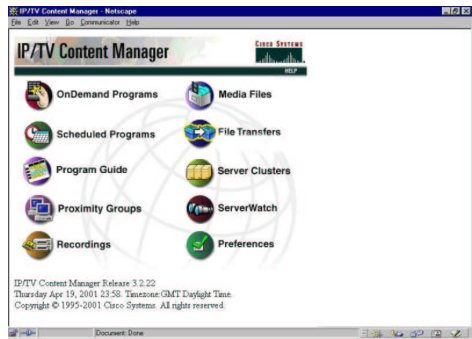 IP/TV Content Manager - Netscape
File Edit View Go Communicator Help
IP/TV Content Manager
CISCO SYSTEMS
HELP
OnDemand Programs
Media Files
Scheduled Programs
File Transfers
Program Guide
Server Clusters
Proximity Groups
ServerWatch
Recordings
Preferences
IP/TV Content Manager Release 3.2.22
Thursday Apr 19, 2001 23:58. Timezone:GMT Daylight Time.
Copyright © 1995-2001 Cisco Systems. All rights reserved.
Document: Done